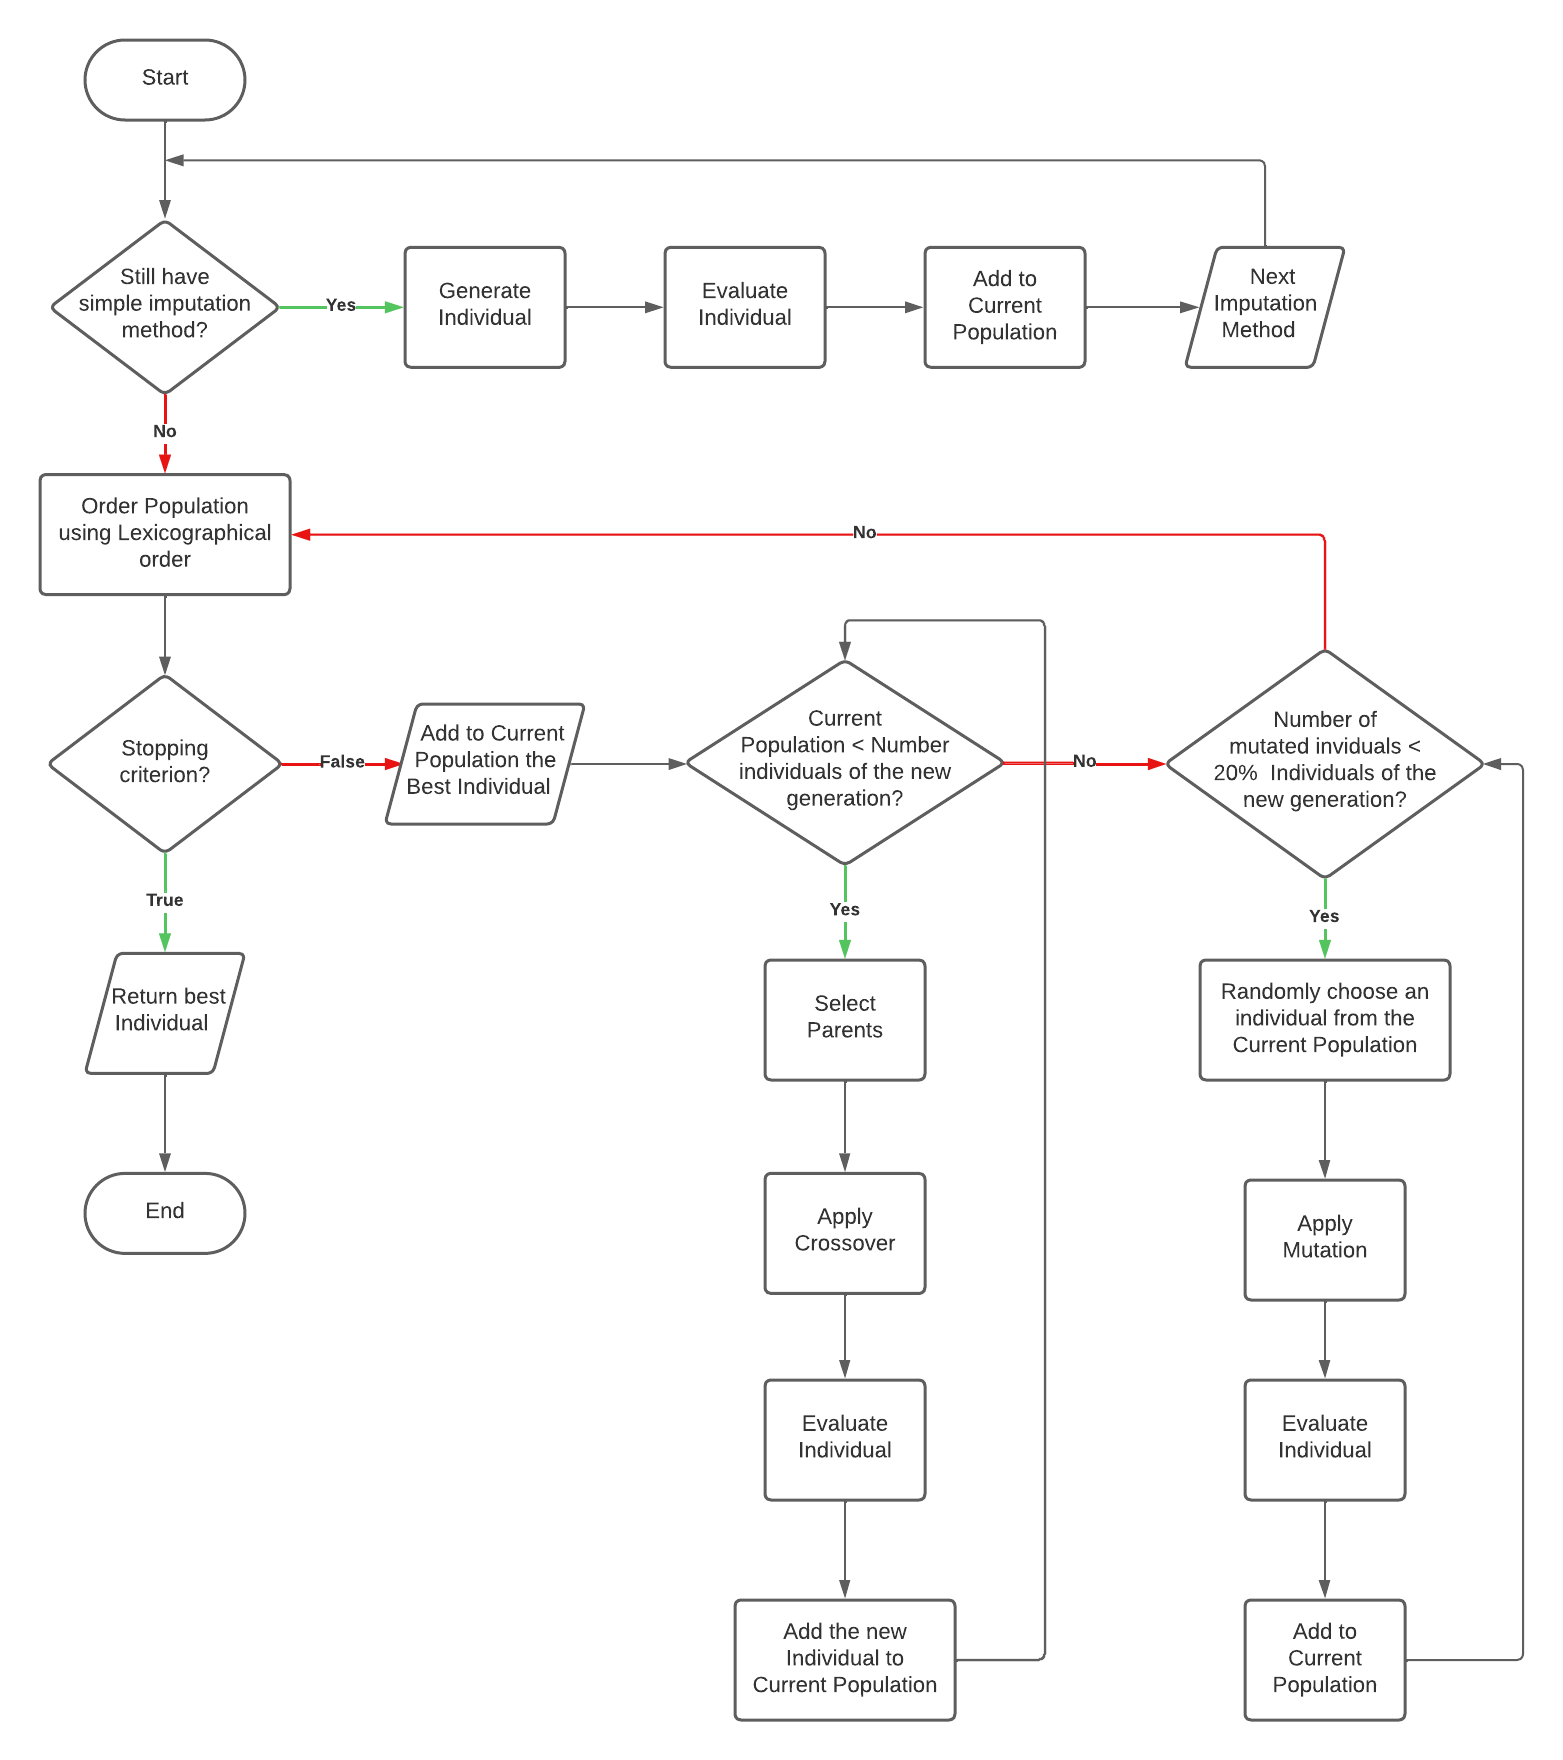 Start
Still have
simple imputation
method?
Yes
Generate
Individual
Evaluate
Individual
Add to
Current
Population
Next
Imputation
Method
No
Order Population
using Lexicographical
order
No
Stopping
criterion?
False
Add to Current
Population the
Best Individual
Current
Population < Number
individuals of the new
generation?
No
Number of
mutated inviduals <
20% Individuals of the
new generation?
True
Return best
Individual
End
Yes
Select
Parents
Apply
Crossover
Evaluate
Individual
Add the new
Individual to
Current Population
Yes
Randomly choose an
individual from the
Current Population
Apply
Mutation
Evaluate
Individual
Add to
Current
Population